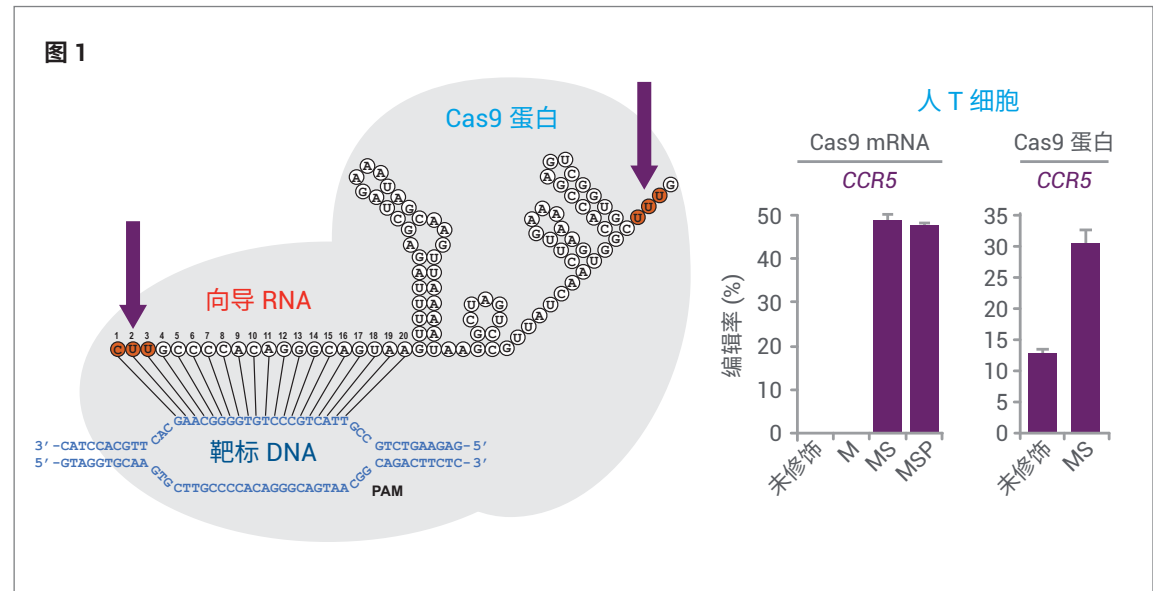 图 1
Cas9 蛋白
向导 RNA
1 2 3 4 5 6 7 8 9 10 11 12 13 14 15 16 17 18 19 20
CUUGCCCCACAGGGCAGUAA
GAACGGGGTGTCCCGTCATT
3′-CATCCACGTT CAC GCC GTCTGAAGAG-5′
靶标 DNA
5′-GTAGGTGCAA GTG CGG CAGACTTCTC-3′
CTTGCCCCACAGGGCAGTAA
PAM
人 T 细胞
Cas9 mRNA
CCR5
编辑率 (%)
50
40
30
20
10
0
未修饰
M
MS
MSP
Cas9 蛋白
CCR5
35
30
25
20
15
10
5
0
未修饰
MS